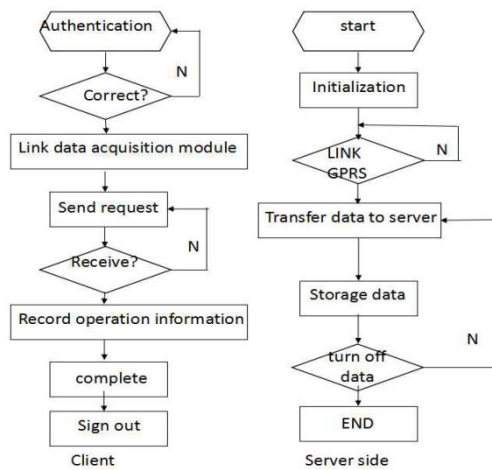 Authentication
N
Correct?
Link data acquisition module
Send request
N
Receive?
Record operation information
complete
Sign out
Client
start
Initialization
N
LINK
GPRS
Transfer data to server
Storage data
N
turn off
data
END
Server side